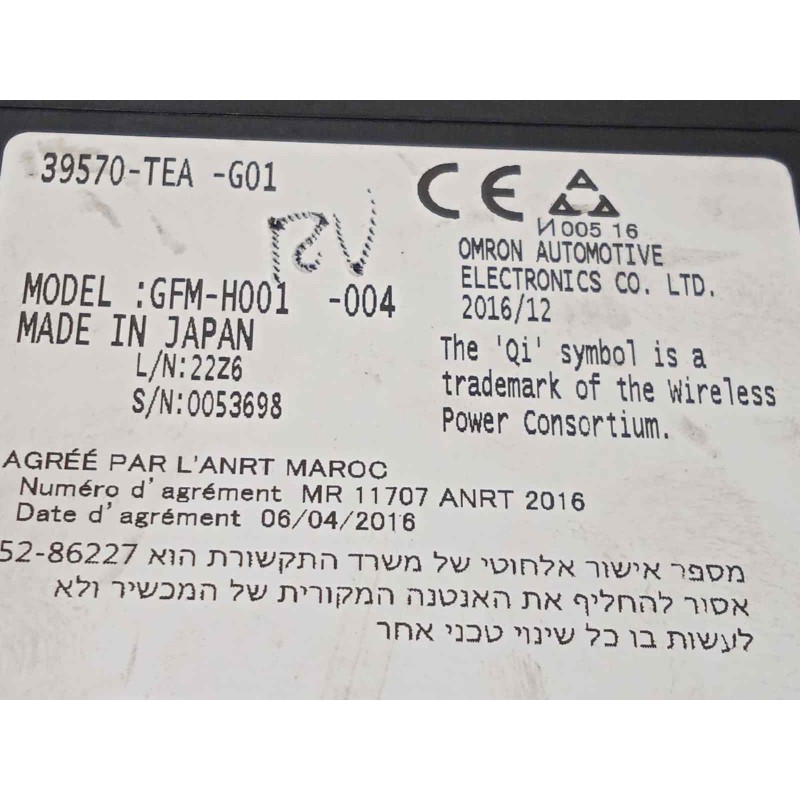 39570-TEA -G01
CE
И005 16
MODEL :GFM-H001 -004
MADE IN JAPAN
L/N:22Z6
S/N:0053698
OMRON AUTOMOTIVE
ELECTRONICS CO. LTD.
2016/12
The 'Qi' symbol is a
trademark of the Wireless
Power Consortium.
AGRÉÉ PAR L'ANRT MAROC
Numéro d'agrément MR 11707 ANRT 2016
Date d'agrément 06/04/2016
מספר אישור אלחוטי של משרד התקשורת הוא 52-86227
אסור להחליף את האנטנה המקורית של המכשיר ולא
לעשות בו כל שינוי טכני אחר